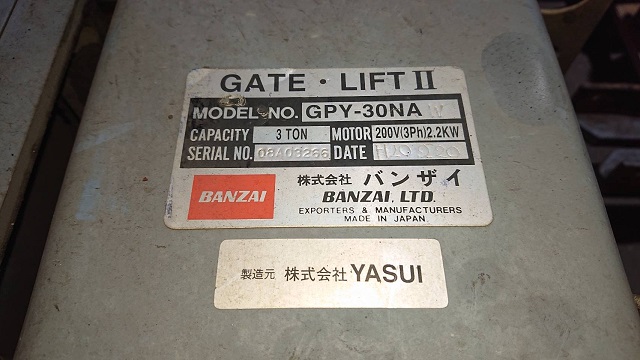 GATE・LIFT II
MODEL NO. GPY-30NA
CAPACITY 3 TON MOTOR 200V(3Ph)2.2KW
SERIAL NO. 08A03266 DATE
BANZAI 株式会社 バンザイ
BANZAI, LTD.
EXPORTERS & MANUFACTURERS
MADE IN JAPAN
製造元 株式会社 YASUI